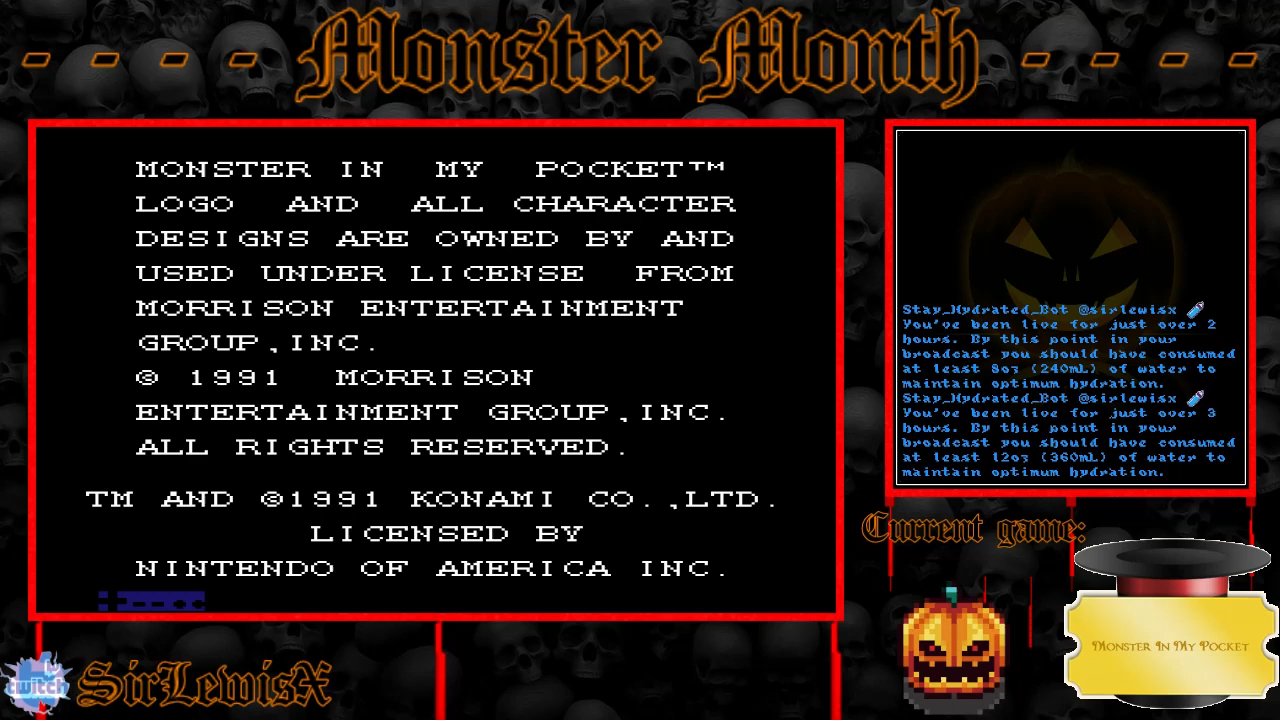 - - - - Monster Month - - - -
MONSTER IN MY POCKET™
LOGO AND ALL CHARACTER
DESIGNS ARE OWNED BY AND
USED UNDER LICENSE FROM
MORRISON ENTERTAINMENT
GROUP,INC.
© 1991 MORRISON
ENTERTAINMENT GROUP,INC.
ALL RIGHTS RESERVED.
TM AND ©1991 KONAMI CO.,LTD.
LICENSED BY
NINTENDO OF AMERICA INC.
Stay_Hydrated_Bot @sirlewisx
You've been live for just over 2
hours. By this point in your
broadcast you should have consumed
at least 8oz (240mL) of water to
maintain optimum hydration.
Stay_Hydrated_Bot @sirlewisx
You've been live for just over 3
hours. By this point in your
broadcast you should have consumed
at least 12oz (360mL) of water to
maintain optimum hydration.
Current game:
Monster In My Pocket
twitch
SirLewisX